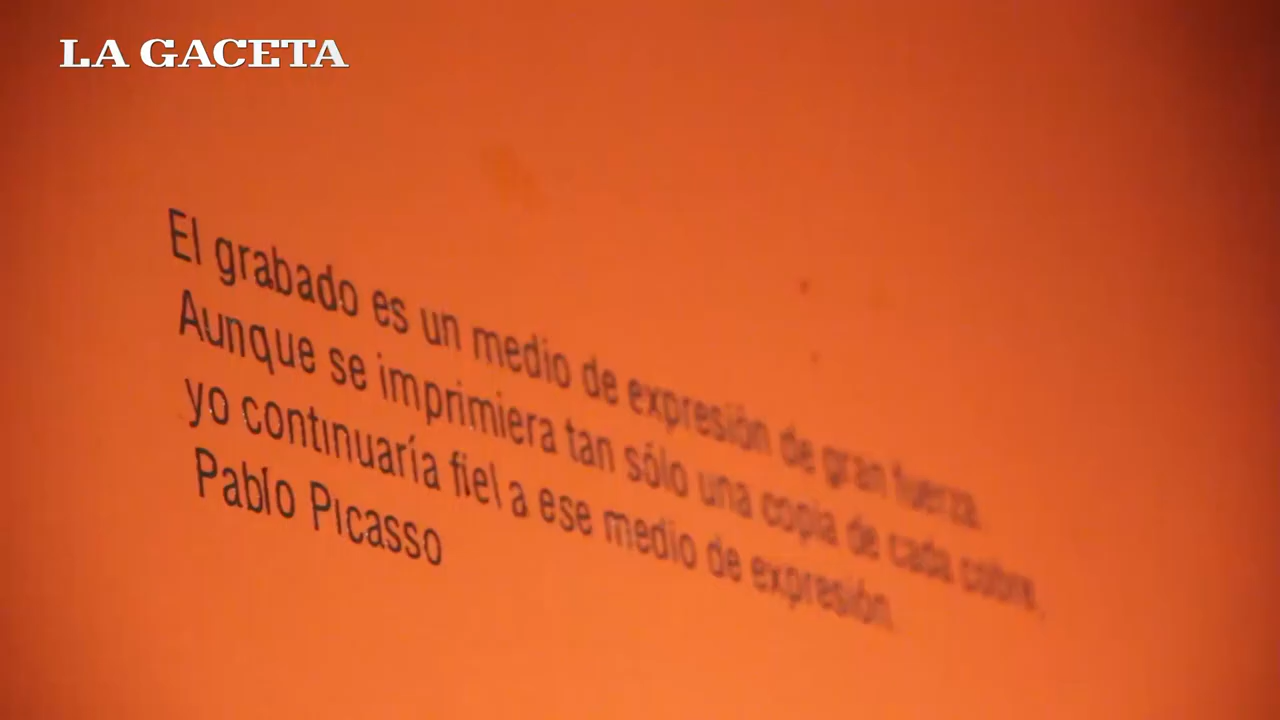 LA GACETA
El grabado es un medio de expresión de gran fuerza.
Aunque se imprimiera tan sólo una copia de cada cobre,
yo continuaría fiel a ese medio de expresión.
Pablo Picasso